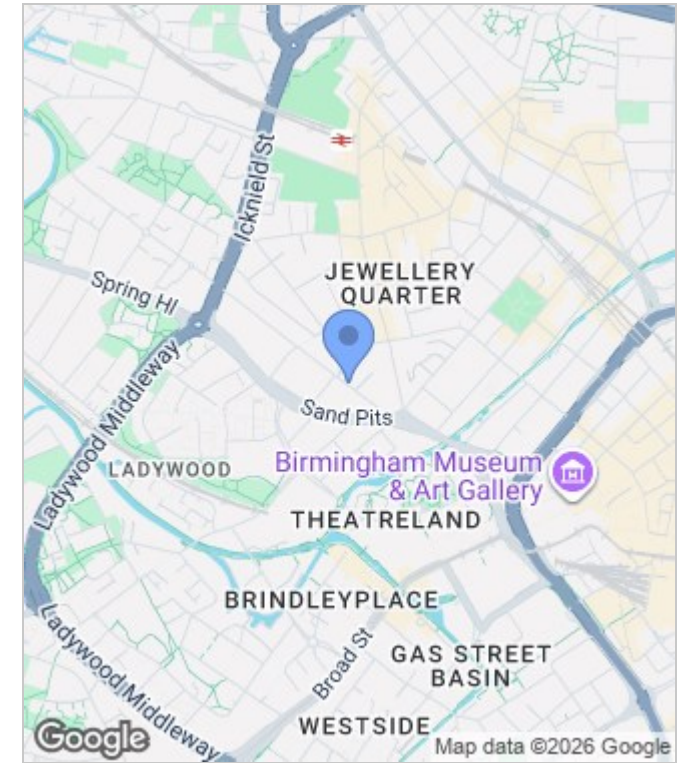 Icknield St
JEWELLERY
QUARTER
Spring Hl
Sand Pits
Ladywood Middleway
LADYWOOD
Birmingham Museum
& Art Gallery
THEATRELAND
BRINDLEYPLACE
Broad St
GAS STREET
BASIN
Ladywood Middleway
WESTSIDE
Google
Map data ©2026 Google